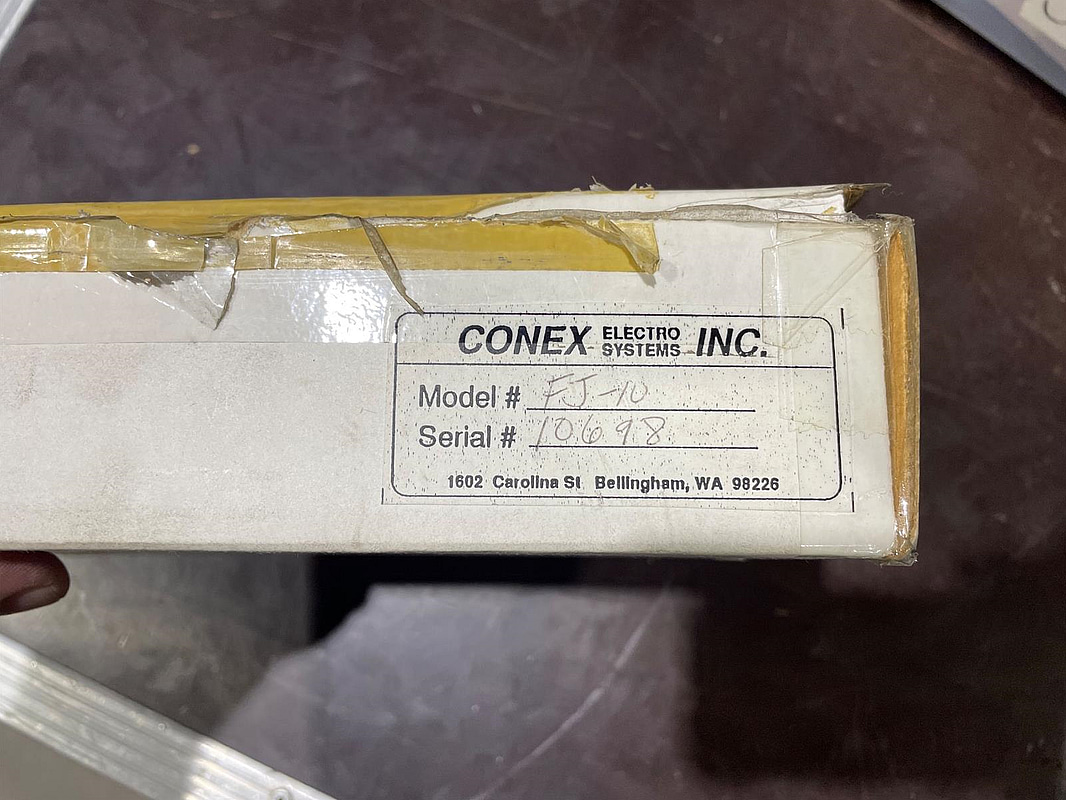 CONEX ELECTRO SYSTEMS INC.
Model # FJ-10
Serial # 10698
1602 Carolina St Bellingham, WA 98226